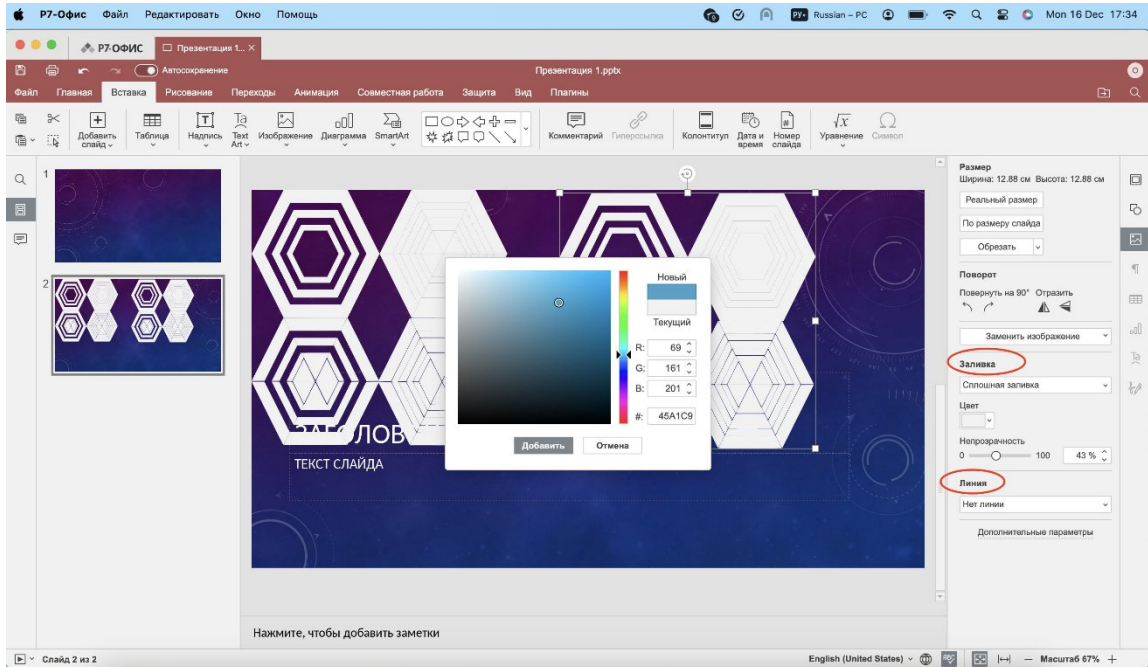 Р7-Офис Файл Редактировать Окно Помощь РУ Russian – PC Mon 16 Dec 17:34
Р7-ОФИС Презентация 1...
Автосохранение Презентация 1.pptx
Файл Главная Вставка Рисование Переходы Анимация Совместная работа Защита Вид Плагины
Добавить слайд Таблица Надпись Text Art Изображение Диаграмма SmartArt Комментарий Гиперссылка Колонтитул Дата и время Номер слайда Уравнение Символ
1
2
ЗАГОЛОВ
ТЕКСТ СЛАЙДА
Новый
Текущий
R: 69
G: 161
B: 201
#: 45A1C9
Добавить Отмена
Размер
Ширина: 12.88 см Высота: 12.88 см
Реальный размер
По размеру слайда
Обрезать
Поворот
Повернуть на 90° Отразить
Заменить изображение
Заливка
Сплошная заливка
Цвет
Непрозрачность
0 100 43 %
Линия
Нет линии
Дополнительные параметры
Нажмите, чтобы добавить заметки
Слайд 2 из 2 English (United States) Масштаб 67%